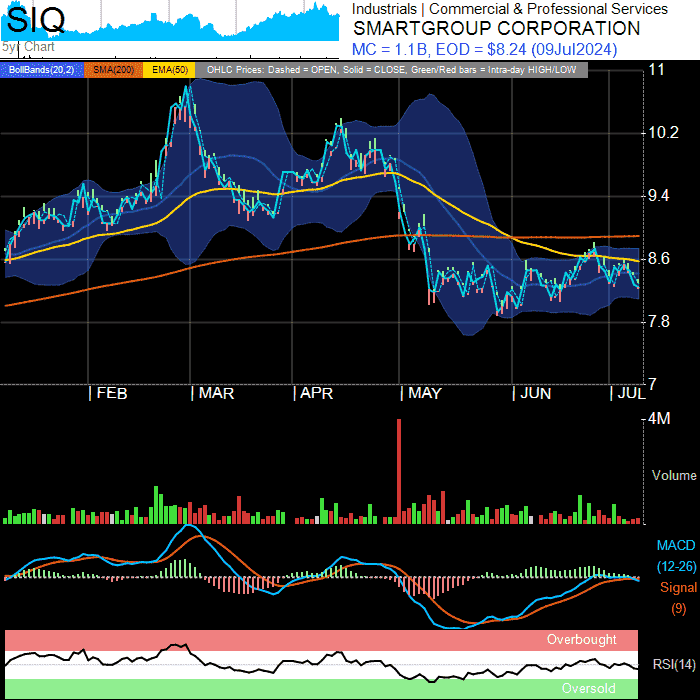 SIQ
5yr Chart
Industrials | Commercial & Professional Services
SMARTGROUP CORPORATION
MC = 1.1B, EOD = $8.24 (09Jul2024)
BollBands(20,2) SMA(200) EMA(50) OHLC Prices: Dashed = OPEN, Solid = CLOSE, Green/Red bars = Intra-day HIGH/LOW
11
10.2
9.4
8.6
7.8
7
| FEB | MAR | APR | MAY | JUN | JUL
4M
Volume
MACD
(12-26)
Signal
(9)
Overbought
RSI(14)
Oversold